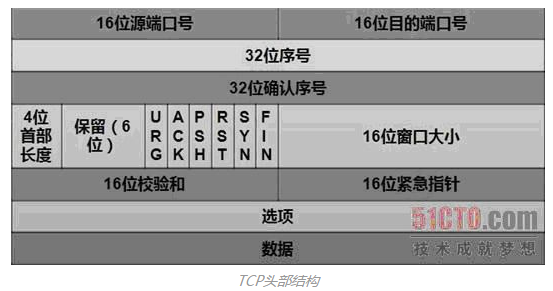 16位源端口号
16位目的端口号
32位序号
32位确认序号
4位首部长度
保留（6位）
URG
ACK
PSH
RST
SYN
FIN
16位窗口大小
16位校验和
16位紧急指针
选项
51CTO.com
技术成就梦想
数据
TCP头部结构